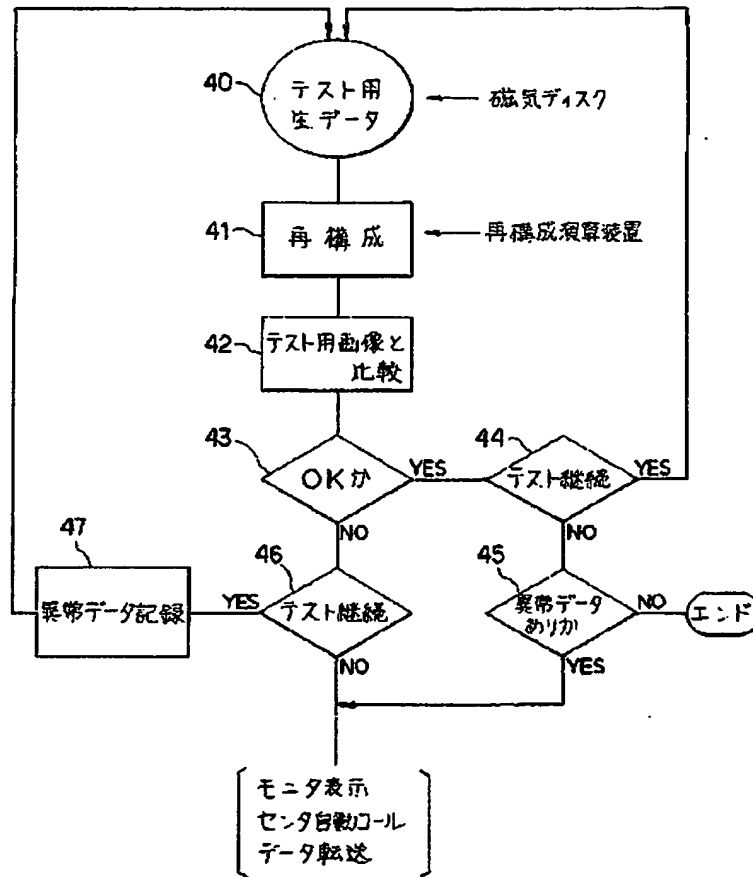 40
テスト用
生データ
磁気ディスク
41
再構成
再構成演算装置
42
テスト用画像と
比較
43
OKか
YES
NO
44
テスト継続
YES
NO
45
異常データ
ありか
NO
YES
エンド
46
テスト継続
YES
NO
47
異常データ記録
モニタ表示
センタ自動コール
データ転送